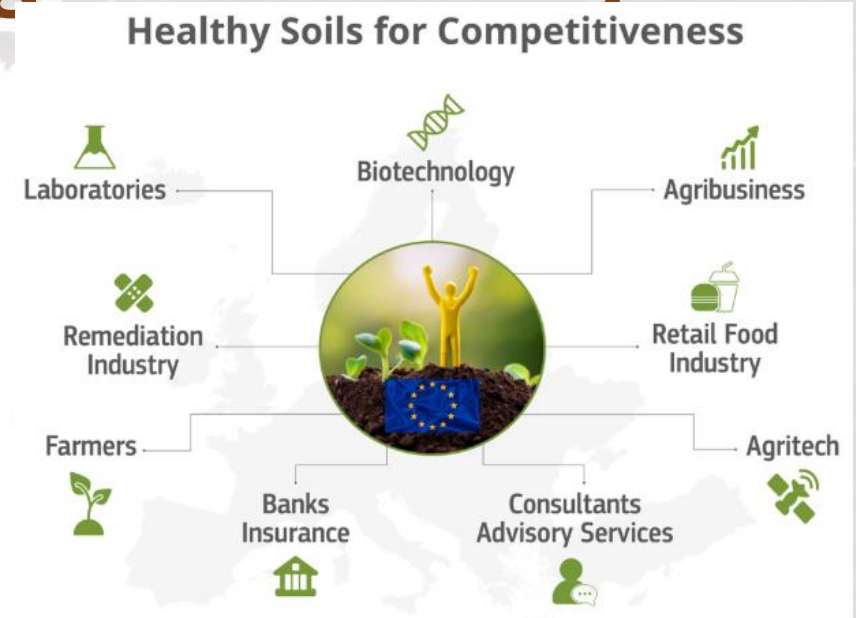 Healthy Soils for Competitiveness
Biotechnology
Laboratories
Agribusiness
Remediation
Industry
Retail Food
Industry
Farmers
Agritech
Banks
Insurance
Consultants
Advisory Services